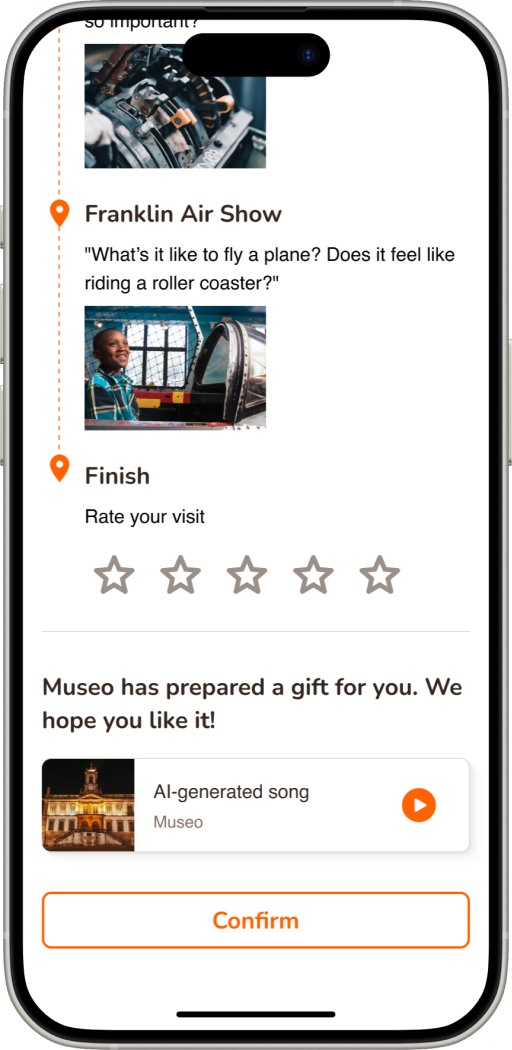 so important?
Franklin Air Show
"What's it like to fly a plane? Does it feel like
riding a roller coaster?"
Finish
Rate your visit
Museo has prepared a gift for you. We
hope you like it!
AI-generated song
Museo
Confirm